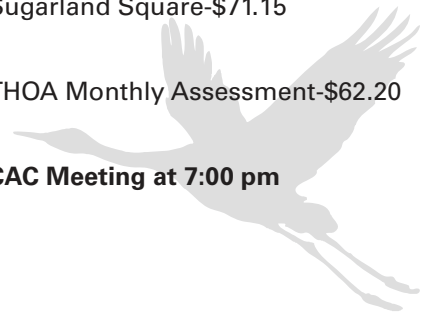 Sugarland Square-$71.15
THOA Monthly Assessment-$62.20
CAC Meeting at 7:00 pm